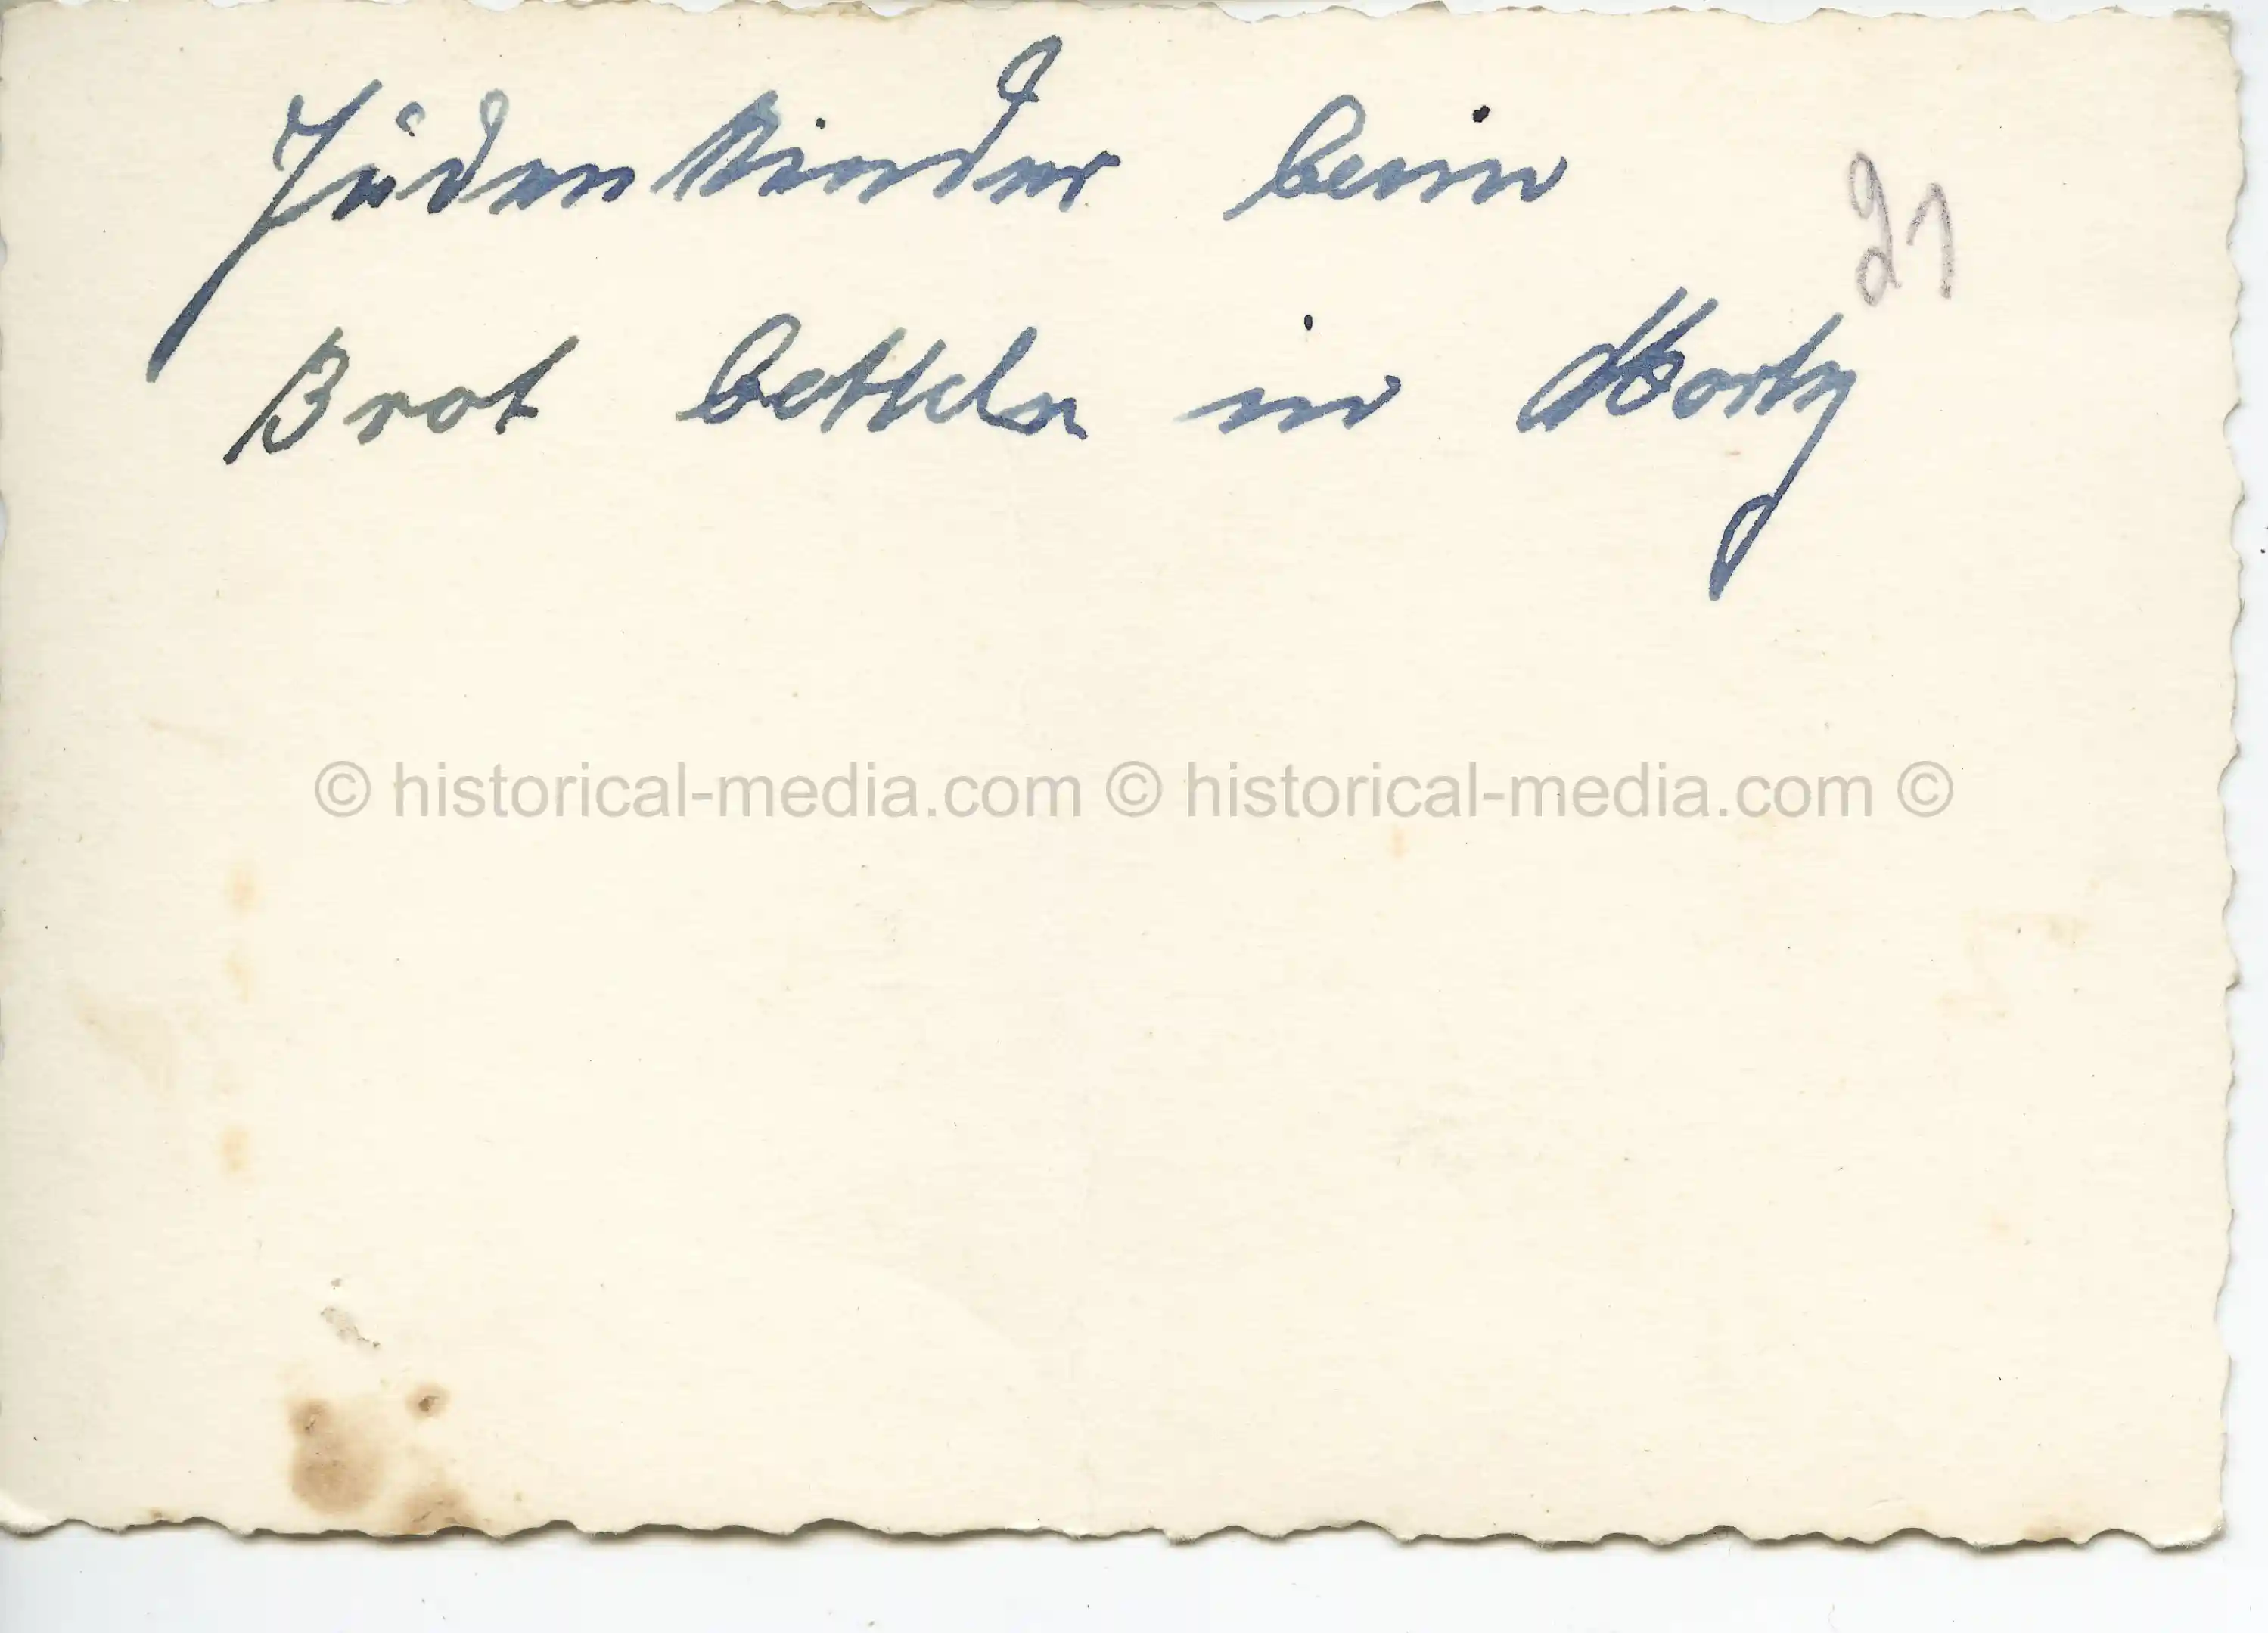 Judenkinder beim
21
Brot betteln in
© historical-media.com © historical-media.com ©